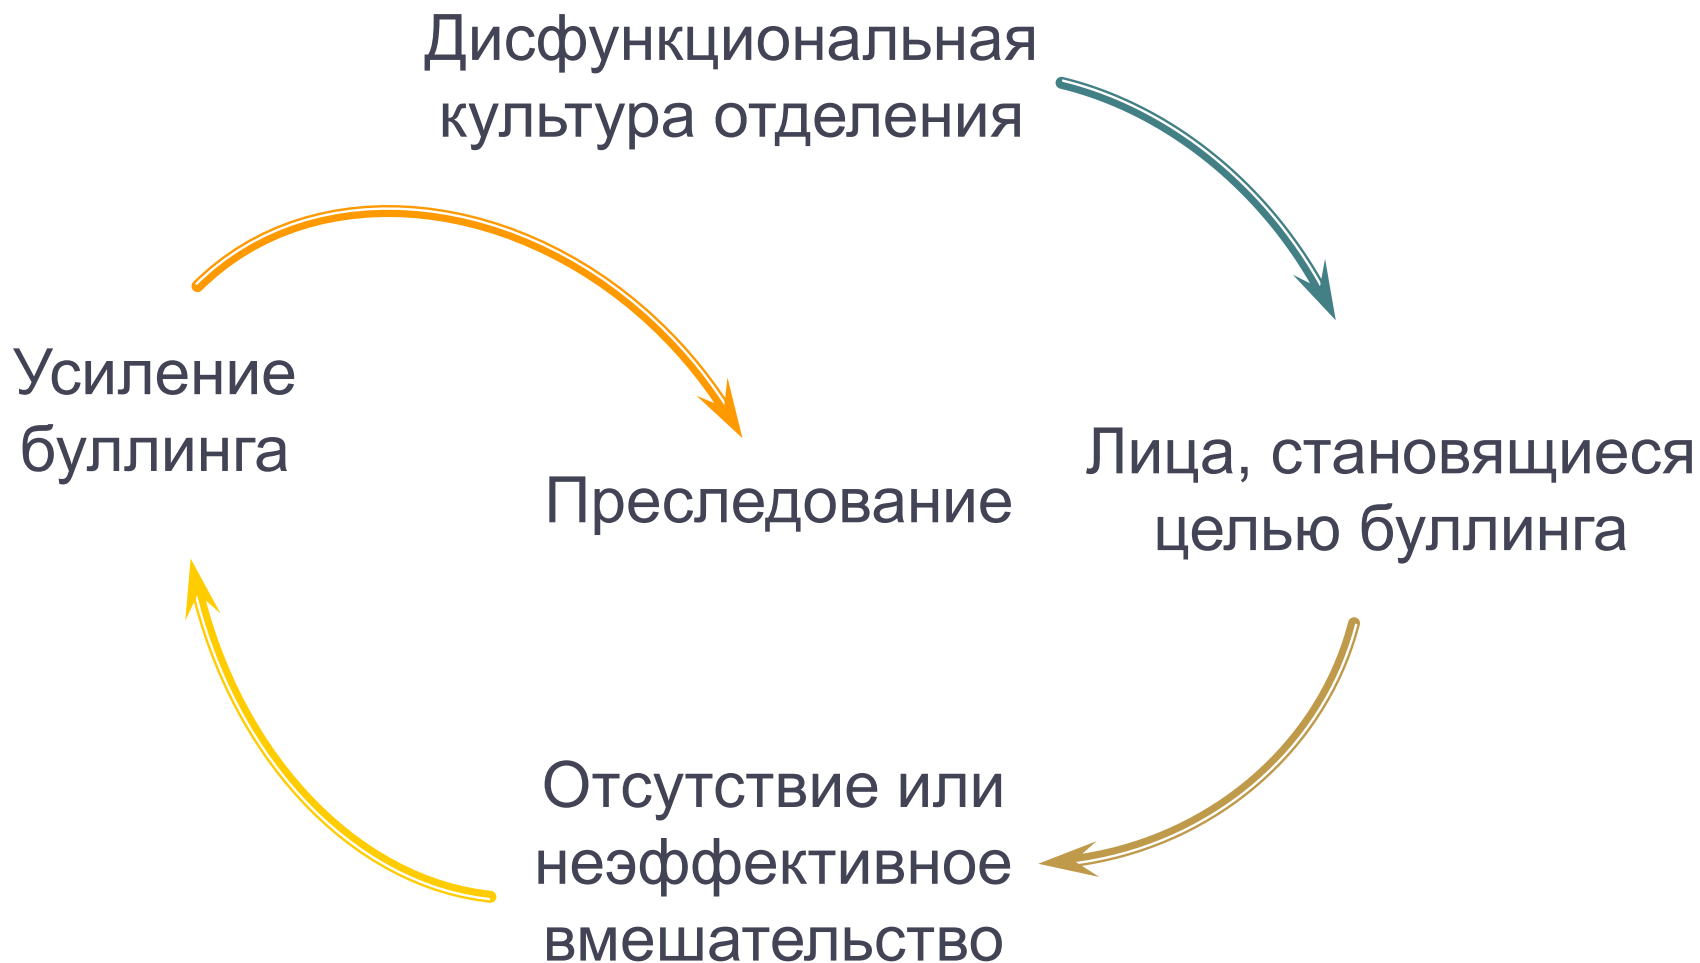 Дисфункциональная
культура отделения
Усиление
буллинга
Преследование
Лица, становящиеся
целью буллинга
Отсутствие или
неэффективное
вмешательство